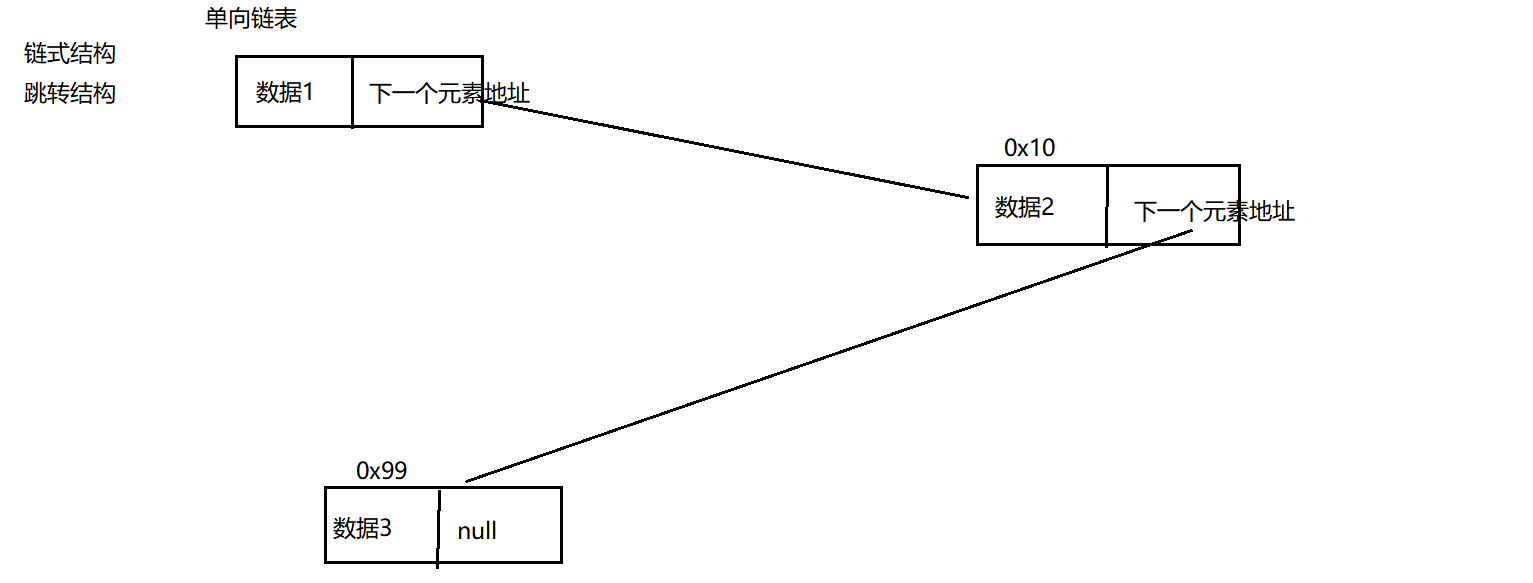 单向链表
链式结构
跳转结构
数据1
下一个元素地址
0x10
数据2
下一个元素地址
0x99
数据3
null